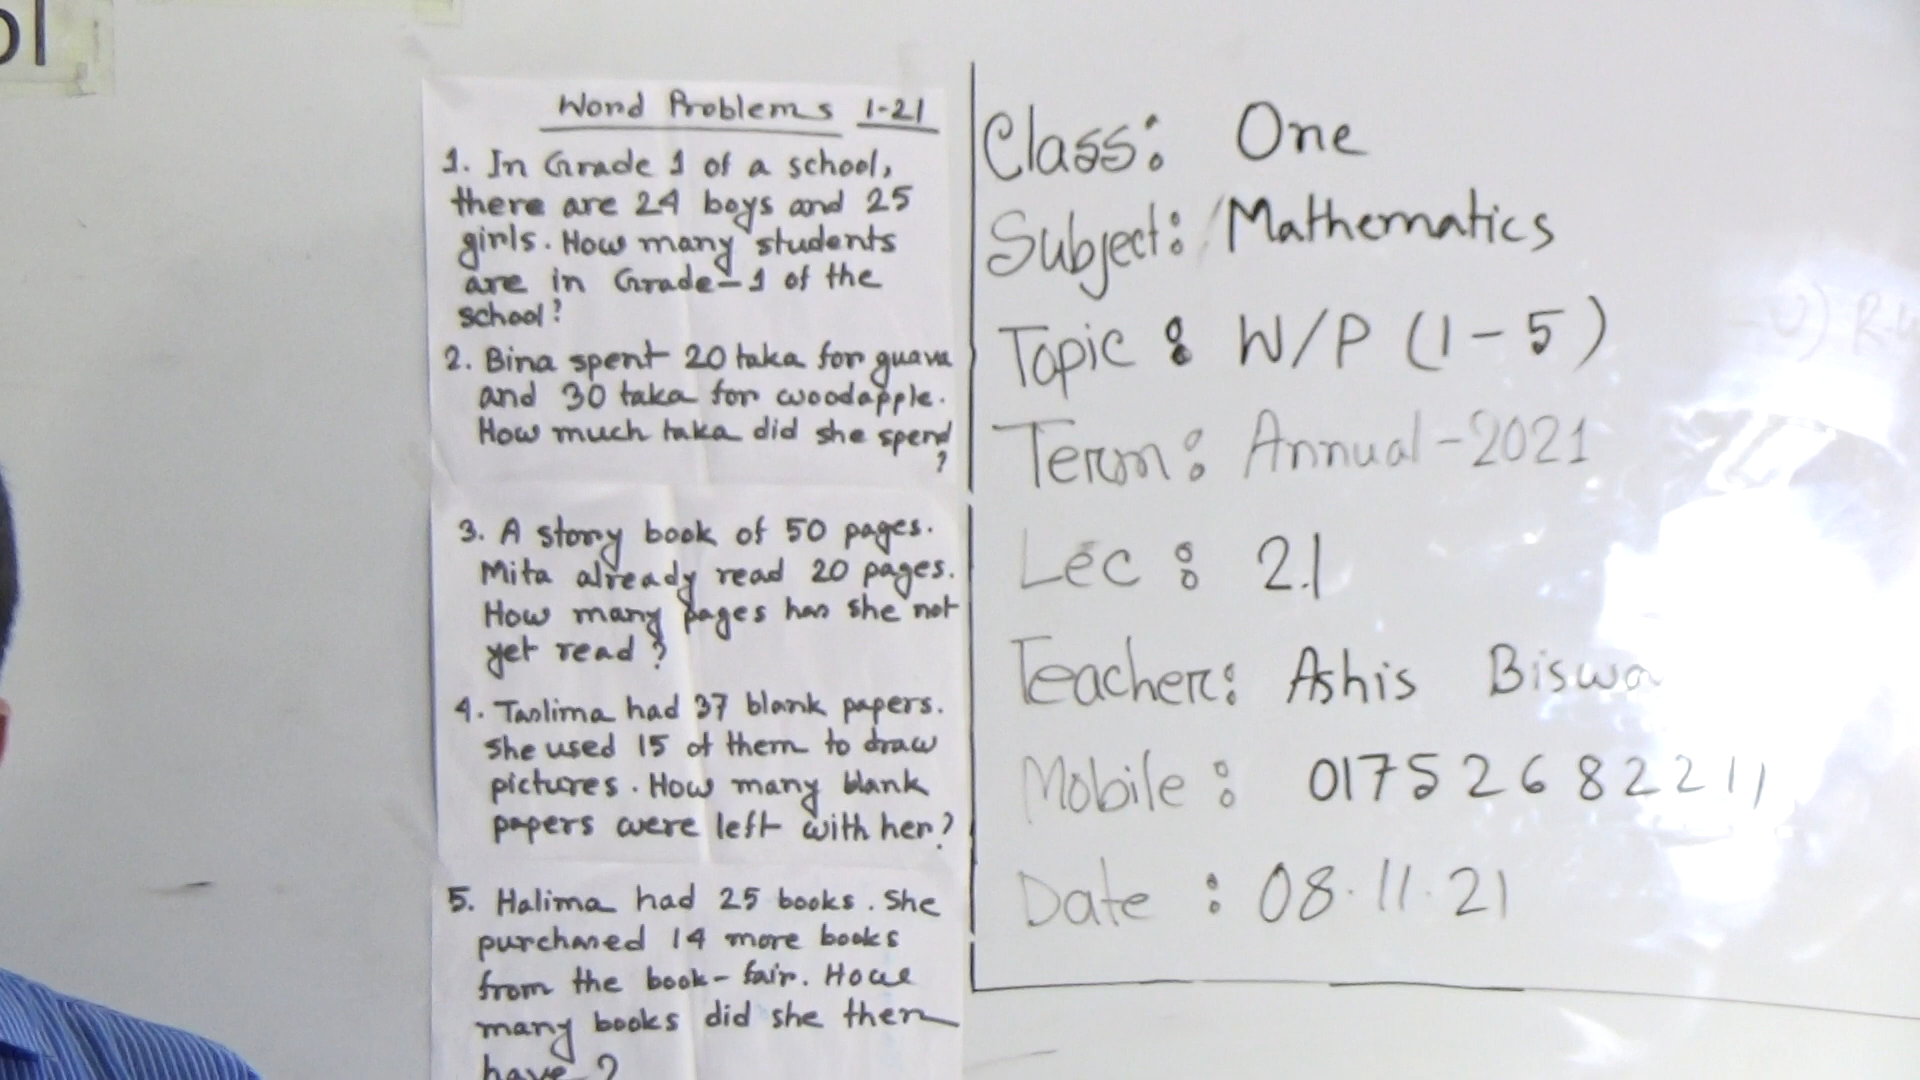 ol
Word Problems 1-21
1. In Grade 1 of a school,
there are 24 boys and 25
girls. How many students
are in Grade-1 of the
school?
2. Bina spent 20 taka for guava
and 30 taka for woodapple.
How much taka did she spend
?
3. A story book of 50 pages.
Mita already read 20 pages.
How many pages has she not
yet read?
4. Taslima had 37 blank papers.
She used 15 of them to draw
pictures. How many blank
papers were left with her?
5. Halima had 25 books. She
purchased 14 more books
from the book-fair. How
many books did she then
have?
Class: One
Subject: Mathematics
Topic: W/P (1-5)
Term: Annual-2021
Lec: 21
Teacher: Ashis Biswa
Mobile: 01752682211
Date: 08.11.21